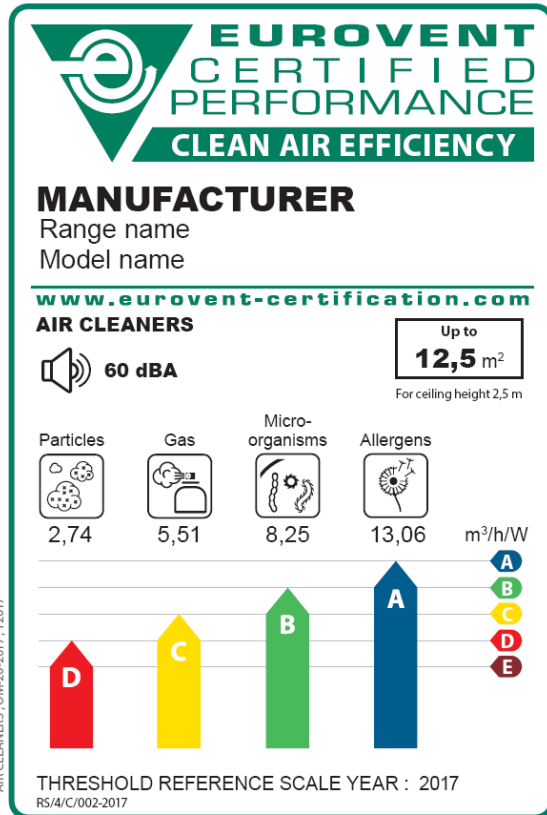 EUROVENT
CERTIFIED
PERFORMANCE
CLEAN AIR EFFICIENCY
MANUFACTURER
Range name
Model name
www.eurovent-certification.com
AIR CLEANERS
60 dBA
Up to
12,5 m²
For ceiling height 2,5 m
Particles
Gas
Micro-
organisms
Allergens
2,74
5,51
8,25
13,06
m³/h/W
A
B
C
D
E
D
C
B
A
THRESHOLD REFERENCE SCALE YEAR : 2017
RS/4/C/002-2017